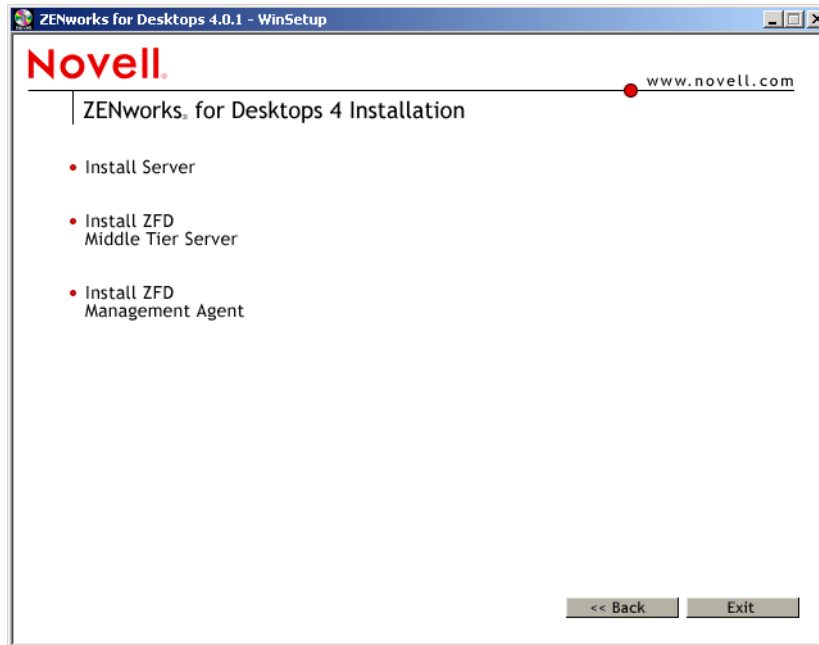 ZENworks for Desktops 4.0.1 - WinSetup
Novell.
www.novell.com
ZENworks® for Desktops 4 Installation
Install Server
Install ZFD
Middle Tier Server
Install ZFD
Management Agent
<< Back
Exit